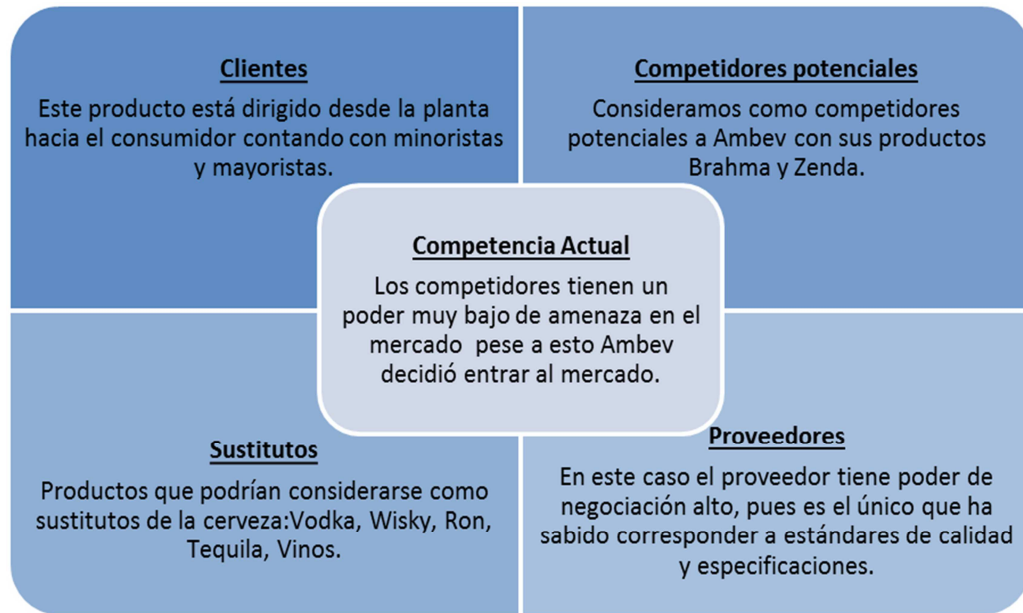 Clientes
Este producto está dirigido desde la planta
hacia el consumidor contando con minoristas
y mayoristas.
Competidores potenciales
Consideramos como competidores
potenciales a Ambev con sus productos
Brahma y Zenda.
Competencia Actual
Los competidores tienen un
poder muy bajo de amenaza en el
mercado pese a esto Ambev
decidió entrar al mercado.
Sustitutos
Productos que podrían considerarse como
sustitutos de la cerveza:Vodka, Wisky, Ron,
Tequila, Vinos.
Proveedores
En este caso el proveedor tiene poder de
negociación alto, pues es el único que ha
sabido corresponder a estándares de calidad
y especificaciones.